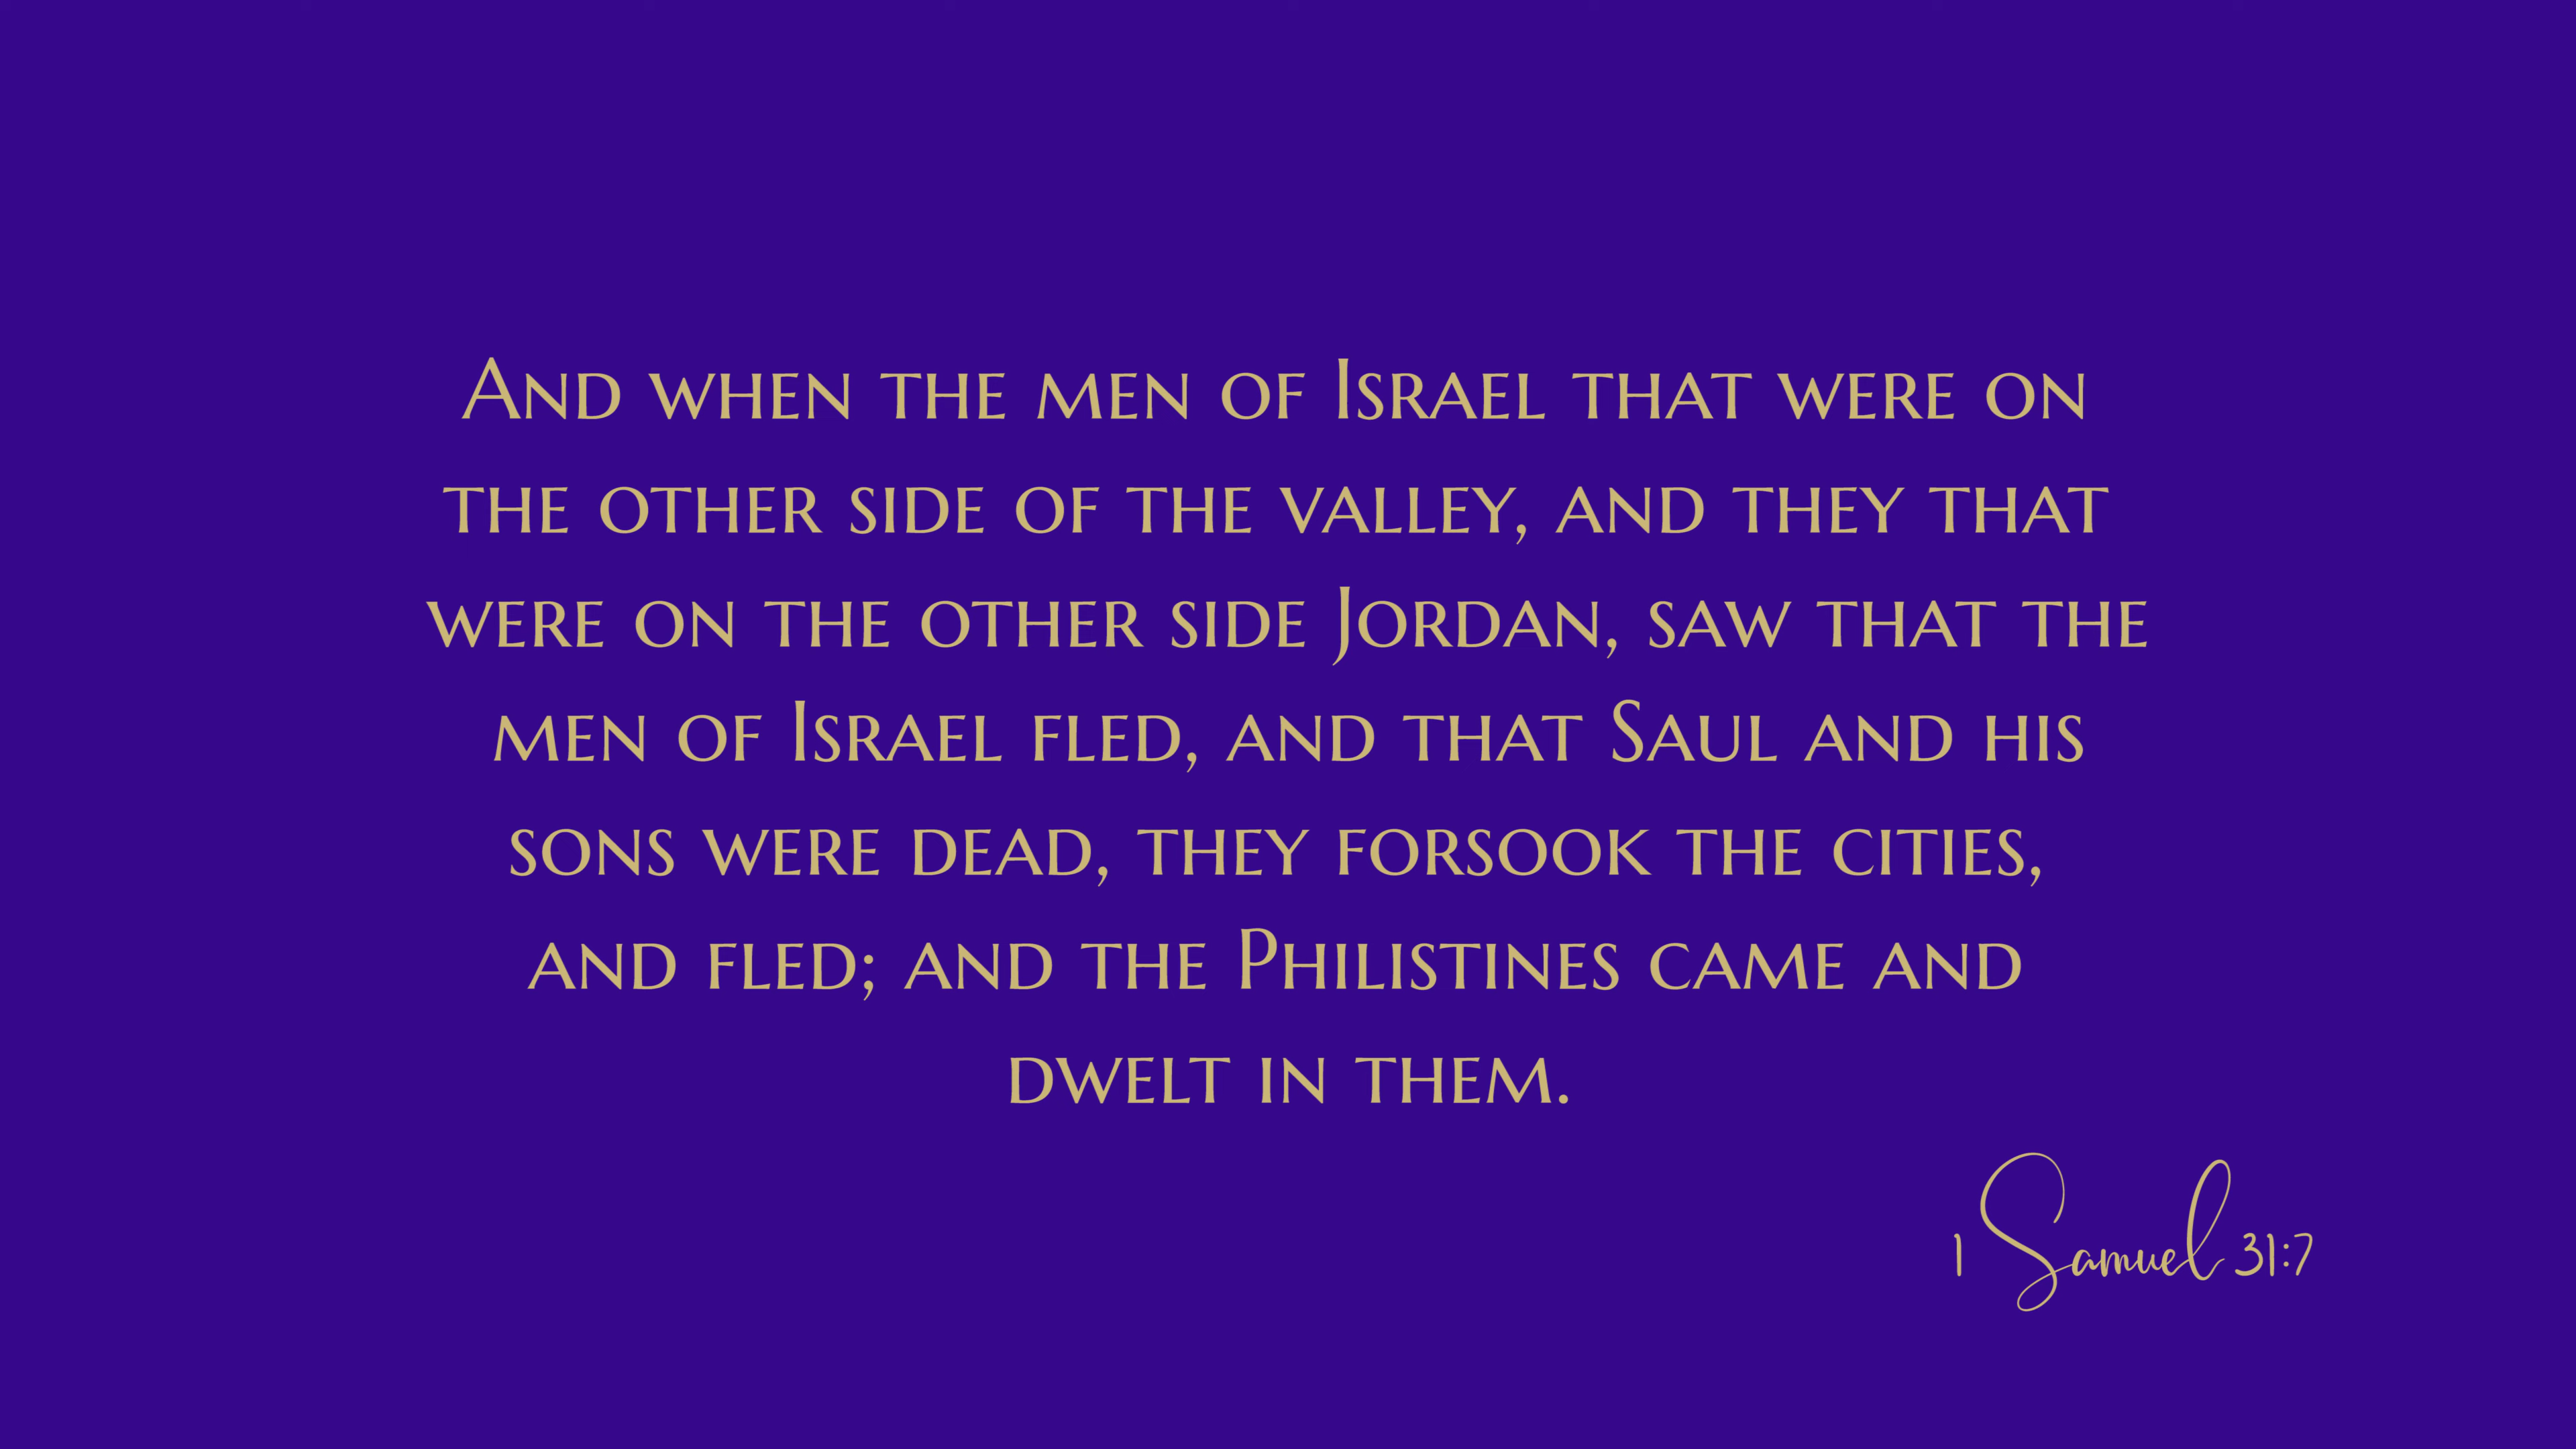 And when the men of Israel that were on
the other side of the valley, and they that
were on the other side Jordan, saw that the
men of Israel fled, and that Saul and his
sons were dead, they forsook the cities,
and fled; and the Philistines came and
dwelt in them.
1 Samuel 31:7